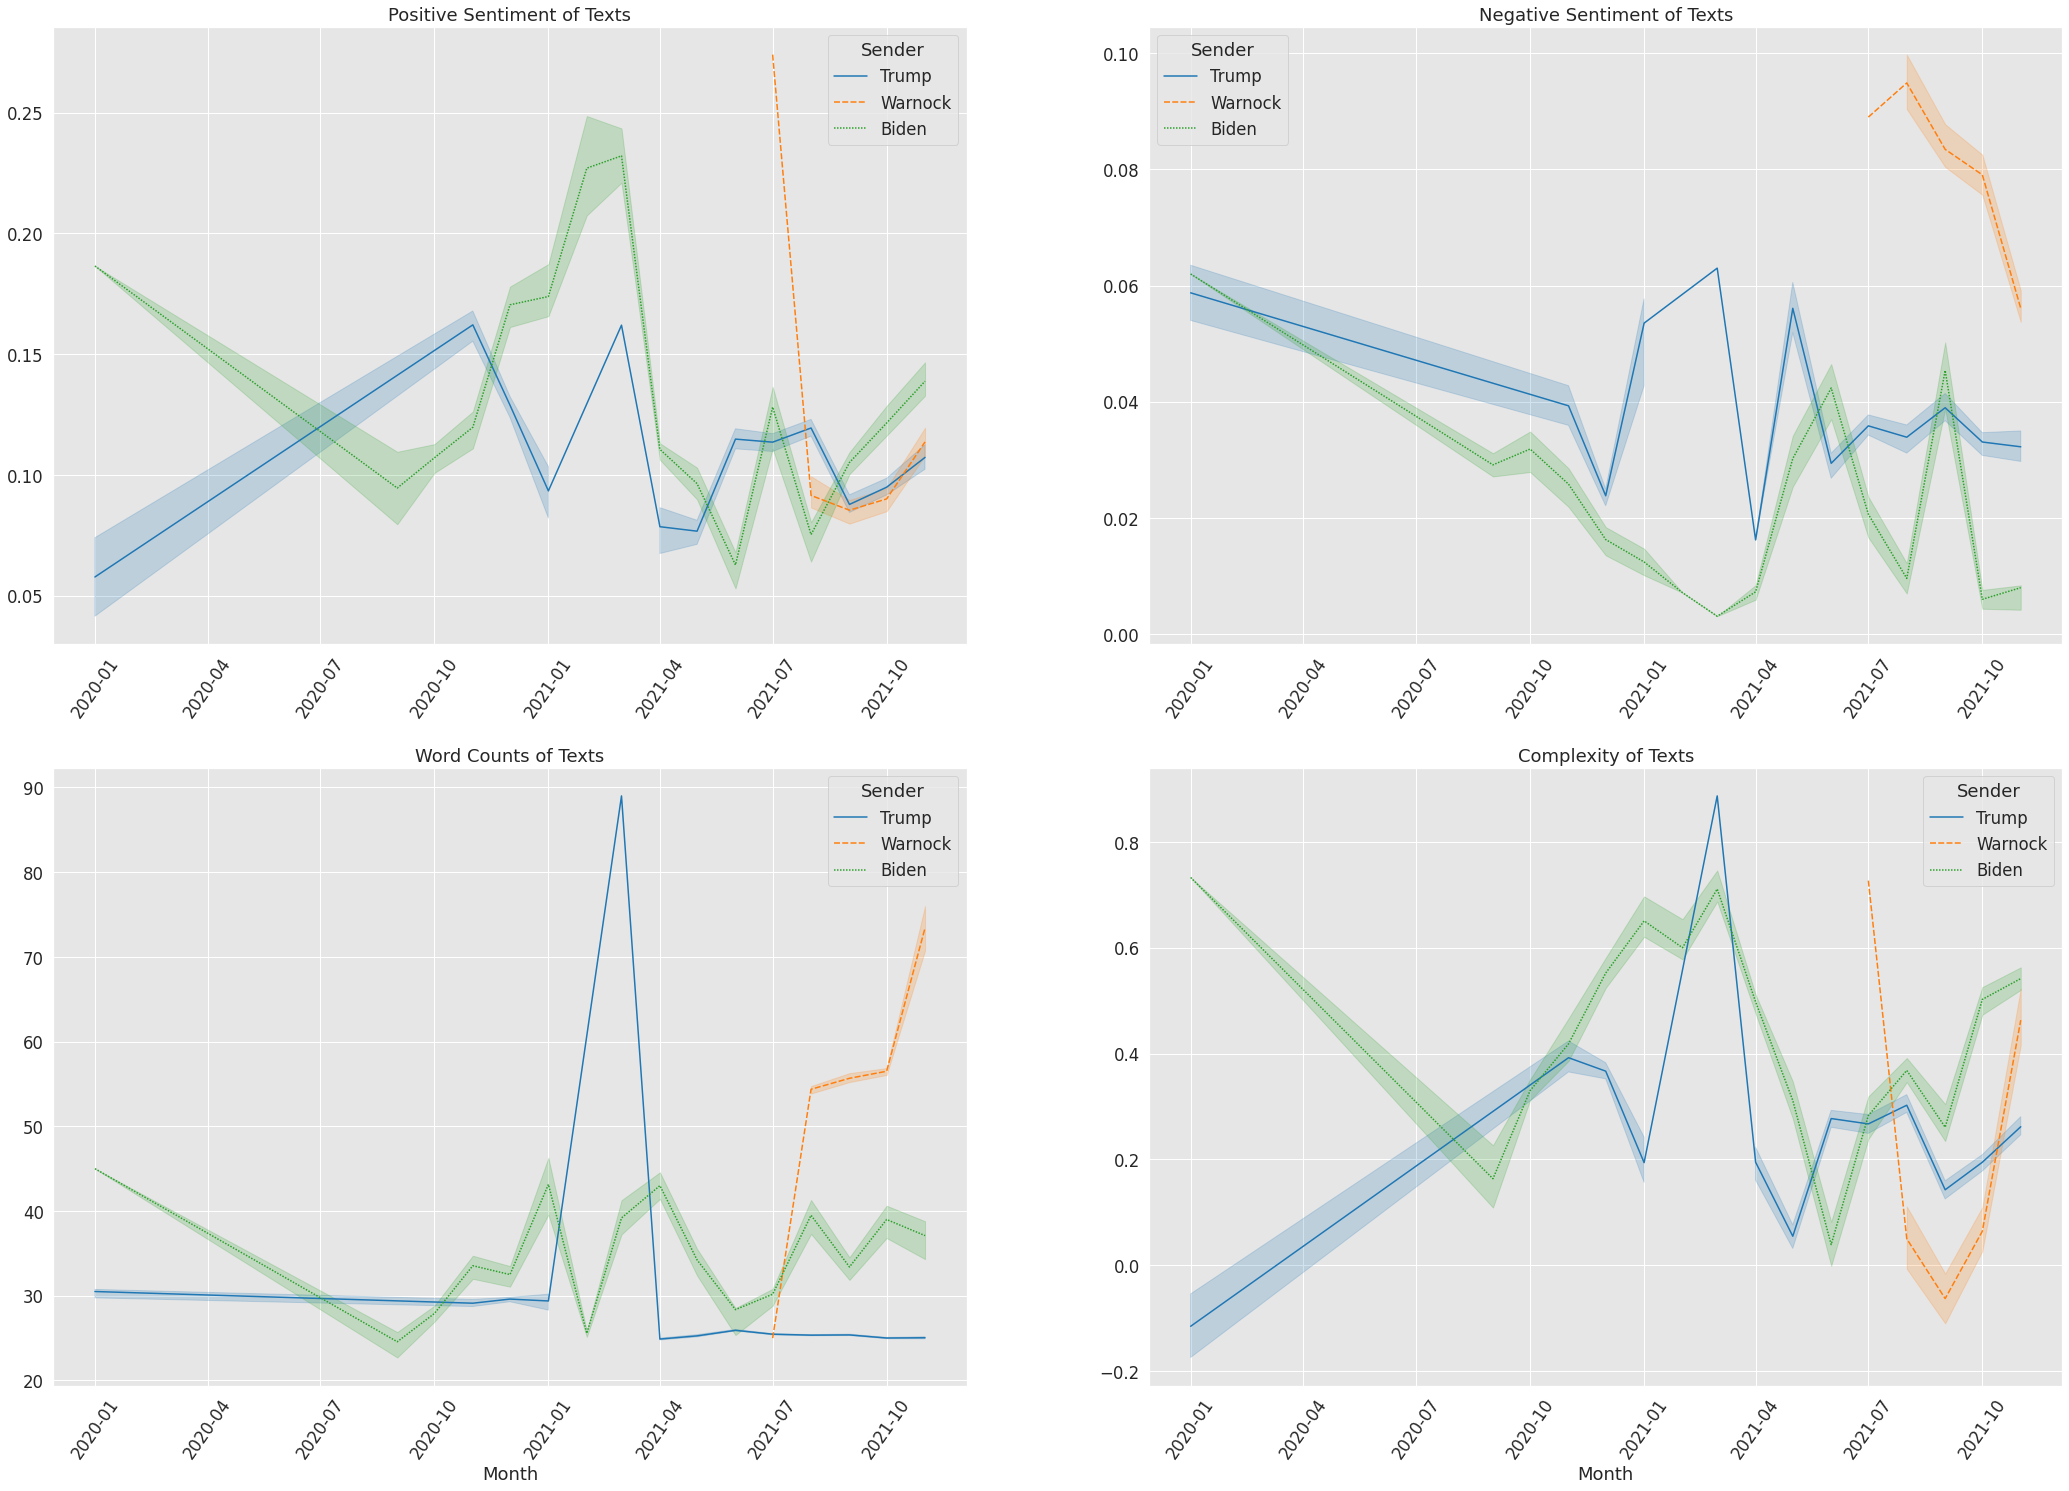 Positive Sentiment of Texts
Sender
Trump
Warnock
Biden
0.25
0.20
0.15
0.10
0.05
2020-01
2020-04
2020-07
2020-10
2021-01
2021-04
2021-07
2021-10
Negative Sentiment of Texts
Sender
Trump
Warnock
Biden
0.10
0.08
0.06
0.04
0.02
0.00
2020-01
2020-04
2020-07
2020-10
2021-01
2021-04
2021-07
2021-10
Word Counts of Texts
Sender
Trump
Warnock
Biden
90
80
70
60
50
40
30
20
2020-01
2020-04
2020-07
2020-10
2021-01
2021-04
2021-07
2021-10
Month
Complexity of Texts
Sender
Trump
Warnock
Biden
0.8
0.6
0.4
0.2
0.0
−0.2
2020-01
2020-04
2020-07
2020-10
2021-01
2021-04
2021-07
2021-10
Month